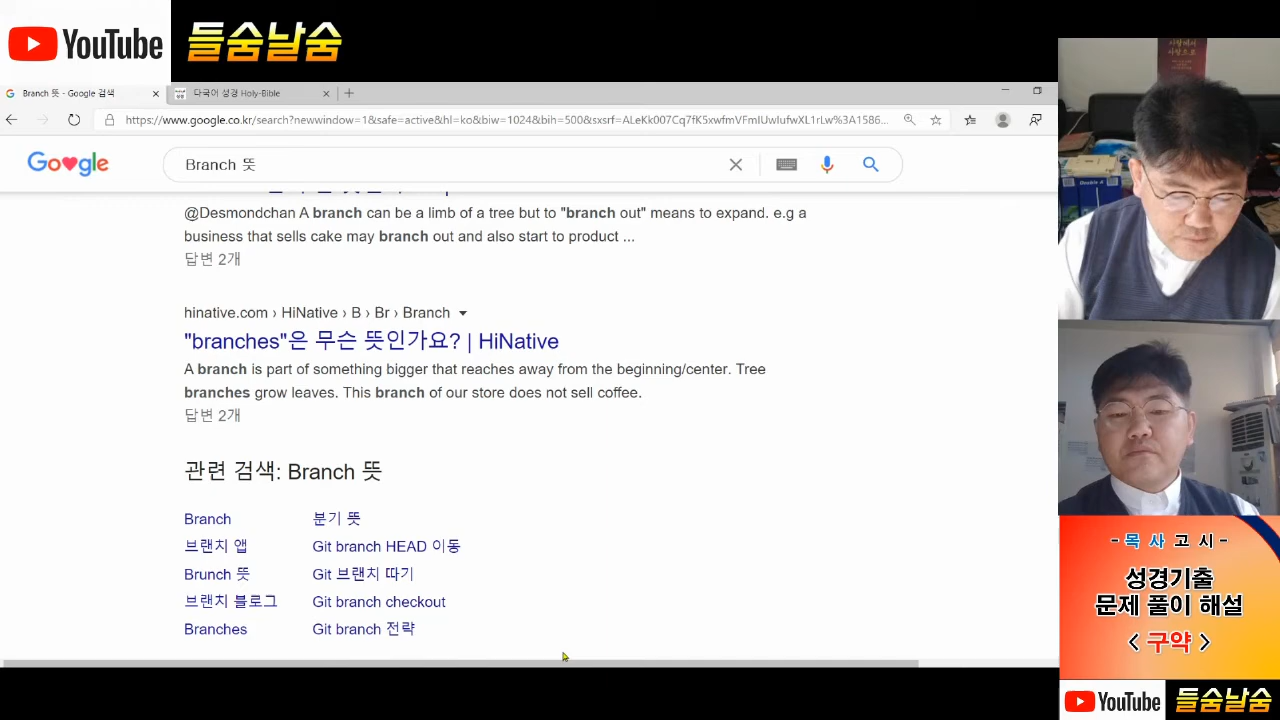 YouTube 들숨날숨
Branch 뜻 - Google 검색
다국어 성경 Holy-Bible
https://www.google.co.kr/search?newwindow=1&safe=active&hl=ko&biw=1024&bih=500&sxsrf=ALeKk007Cq7fK5xwfmVFmIUwIufwXL1rLw%3A1586...
Google
Branch 뜻
@Desmondchan A branch can be a limb of a tree but to "branch out" means to expand. e.g a
business that sells cake may branch out and also start to product ...
답변 2개
hinative.com › HiNative › B › Br › Branch
"branches"은 무슨 뜻인가요? | HiNative
A branch is part of something bigger that reaches away from the beginning/center. Tree
branches grow leaves. This branch of our store does not sell coffee.
답변 2개
관련 검색: Branch 뜻
Branch 분기 뜻
브랜치 앱 Git branch HEAD 이동
Brunch 뜻 Git 브랜치 따기
브랜치 블로그 Git branch checkout
Branches Git branch 전략
사랑에서
사랑으로
- 목 사 고 시 -
성경기출
문제 풀이 해설
< 구약 >
YouTube 들숨날숨